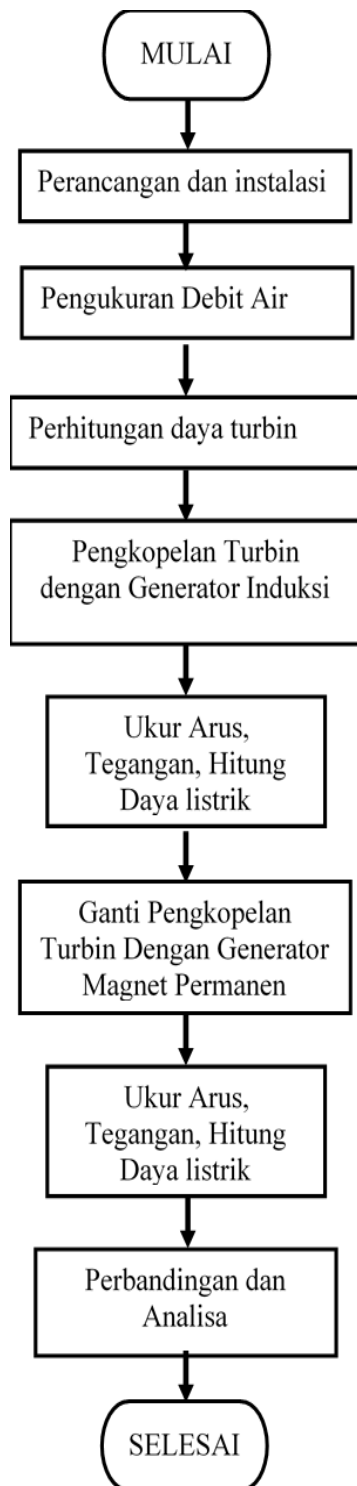 MULAI
Perancangan dan instalasi
Pengukuran Debit Air
Perhitungan daya turbin
Pengkopelan Turbin
dengan Generator Induksi
Ukur Arus,
Tegangan, Hitung
Daya listrik
Ganti Pengkopelan
Turbin Dengan Generator
Magnet Permanen
Ukur Arus,
Tegangan, Hitung
Daya listrik
Perbandingan dan
Analisa
SELESAI